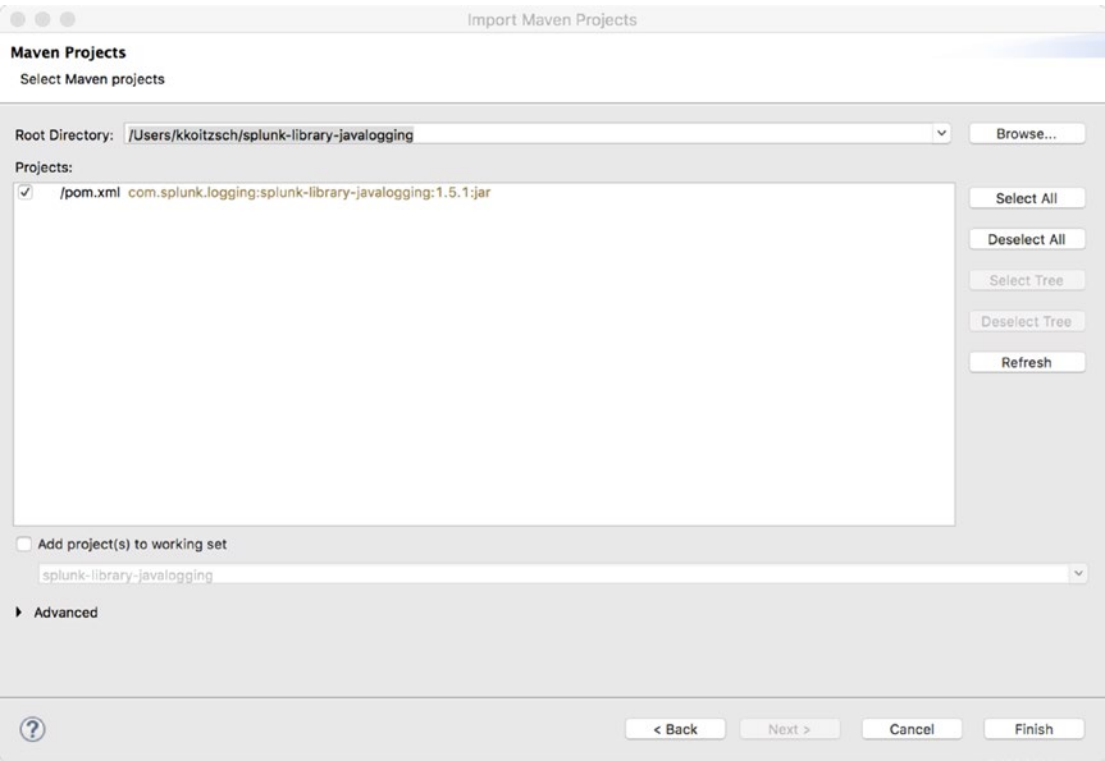 Import Maven Projects
Maven Projects
Select Maven projects
Root Directory: /Users/kkoitzsch/splunk-library-javalogging Browse...
Projects:
/pom.xml com.splunk.logging:splunk-library-javalogging:1.5.1:jar
Select All
Deselect All
Select Tree
Deselect Tree
Refresh
Add project(s) to working set
splunk-library-javalogging
Advanced
? < Back Next > Cancel Finish